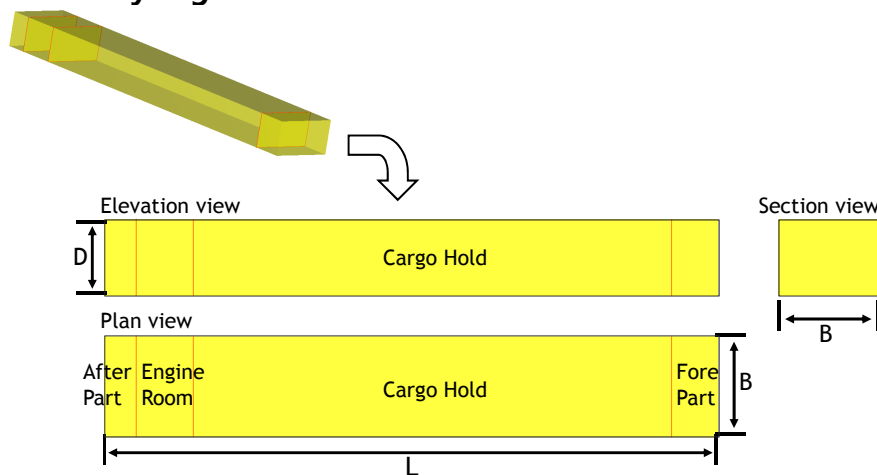 Elevation view
Section view
D
Cargo Hold
B
Plan view
After Part
Engine Room
Cargo Hold
Fore Part
B
L